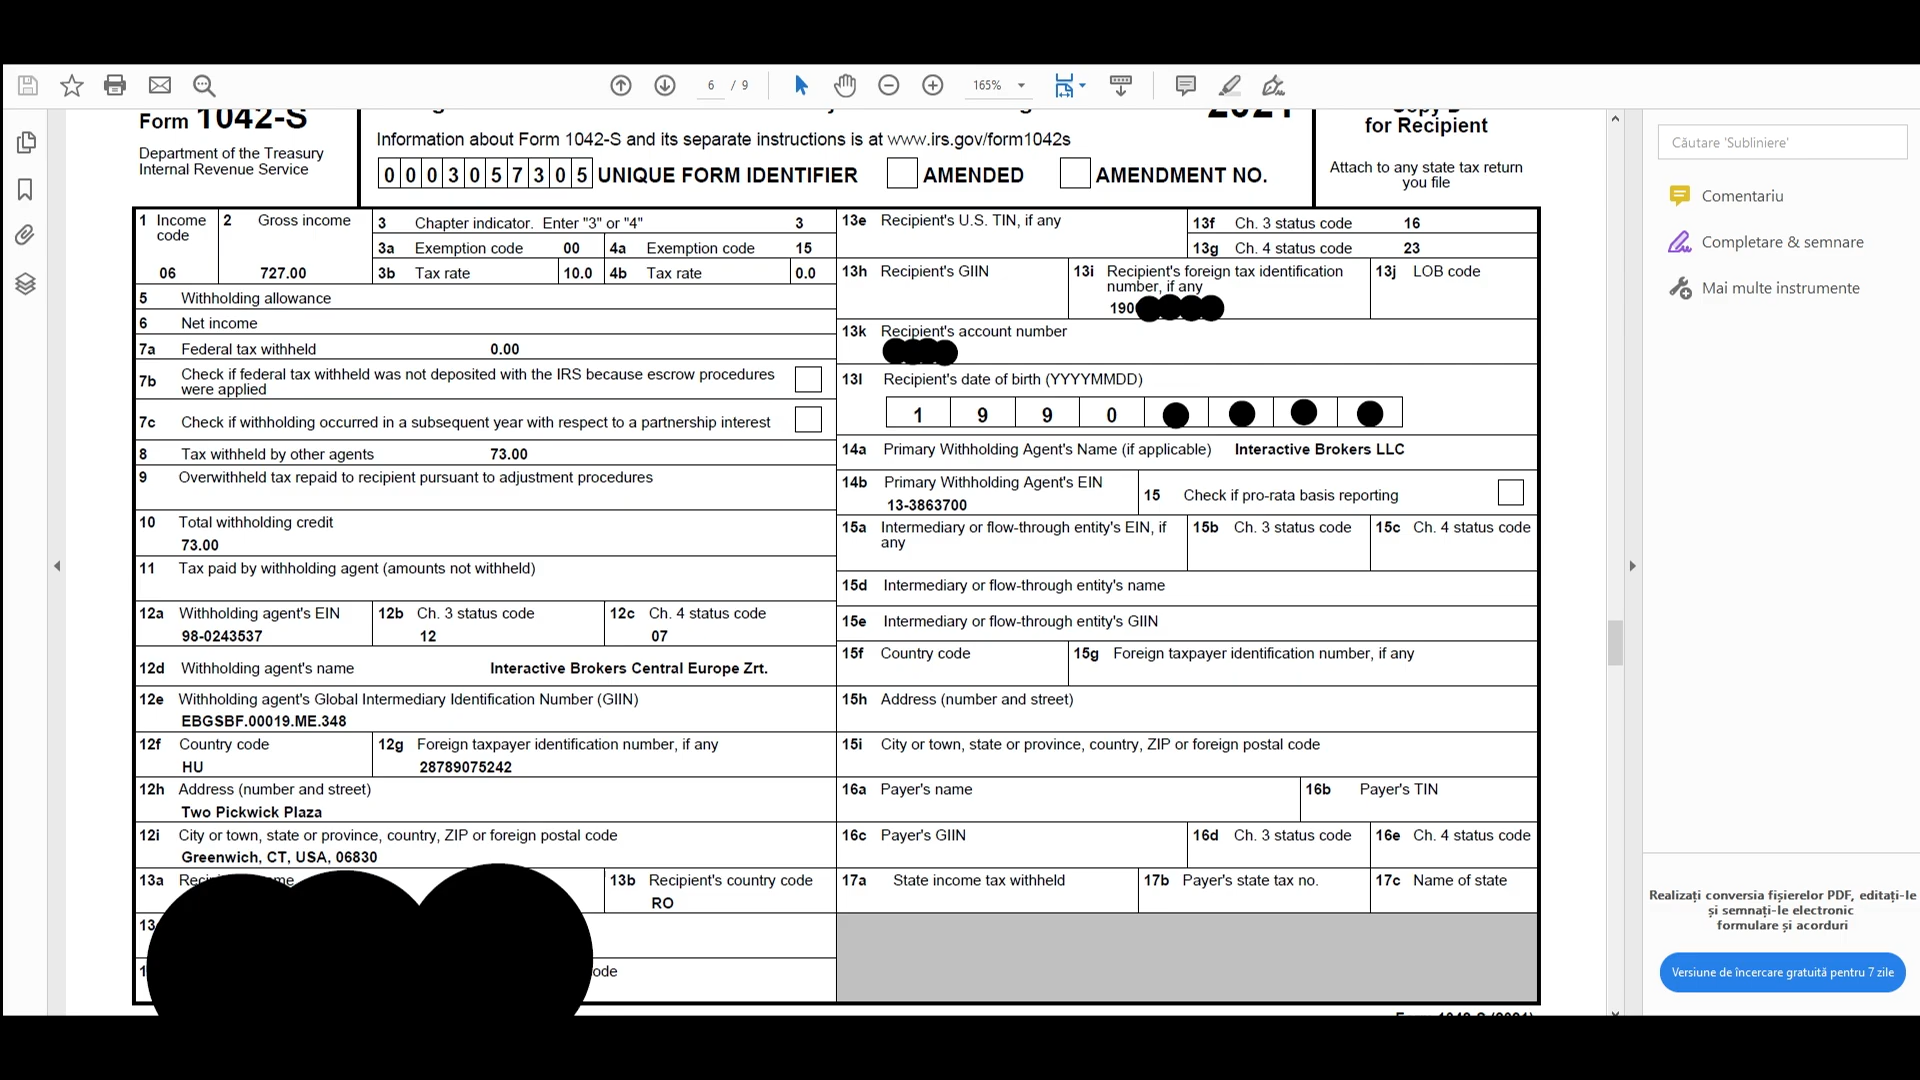 6 / 9
165%
Form 1042-S
for Recipient
Information about Form 1042-S and its separate instructions is at www.irs.gov/form1042s
Department of the Treasury
Internal Revenue Service
Attach to any state tax return
you file
0 0 0 3 0 5 7 3 0 5 UNIQUE FORM IDENTIFIER AMENDED AMENDMENT NO.
1 Income code
06
2 Gross income
727.00
3 Chapter indicator. Enter "3" or "4" 3
3a Exemption code 00
4a Exemption code 15
3b Tax rate 10.0
4b Tax rate 0.0
5 Withholding allowance
6 Net income
7a Federal tax withheld 0.00
7b Check if federal tax withheld was not deposited with the IRS because escrow procedures
were applied
7c Check if withholding occurred in a subsequent year with respect to a partnership interest
8 Tax withheld by other agents 73.00
9 Overwithheld tax repaid to recipient pursuant to adjustment procedures
10 Total withholding credit
73.00
11 Tax paid by withholding agent (amounts not withheld)
12a Withholding agent's EIN
98-0243537
12b Ch. 3 status code
12
12c Ch. 4 status code
07
12d Withholding agent's name Interactive Brokers Central Europe Zrt.
12e Withholding agent's Global Intermediary Identification Number (GIIN)
EBGSBF.00019.ME.348
12f Country code
HU
12g Foreign taxpayer identification number, if any
28789075242
12h Address (number and street)
Two Pickwick Plaza
12i City or town, state or province, country, ZIP or foreign postal code
Greenwich, CT, USA, 06830
13a
13b Recipient's country code
RO
13e Recipient's U.S. TIN, if any
13f Ch. 3 status code 16
13g Ch. 4 status code 23
13h Recipient's GIIN
13i Recipient's foreign tax identification
number, if any
190
13j LOB code
13k Recipient's account number
13l Recipient's date of birth (YYYYMMDD)
1 9 9 0
14a Primary Withholding Agent's Name (if applicable) Interactive Brokers LLC
14b Primary Withholding Agent's EIN
13-3863700
15 Check if pro-rata basis reporting
15a Intermediary or flow-through entity's EIN, if
any
15b Ch. 3 status code
15c Ch. 4 status code
15d Intermediary or flow-through entity's name
15e Intermediary or flow-through entity's GIIN
15f Country code
15g Foreign taxpayer identification number, if any
15h Address (number and street)
15i City or town, state or province, country, ZIP or foreign postal code
16a Payer's name
16b Payer's TIN
16c Payer's GIIN
16d Ch. 3 status code
16e Ch. 4 status code
17a State income tax withheld
17b Payer's state tax no.
17c Name of state
Căutare 'Subliniere'
Comentariu
Completare & semnare
Mai multe instrumente
Realizați conversia fișierelor PDF, editați-le
și semnați-le electronic
formulare și acorduri
Versiune de încercare gratuită pentru 7 zile